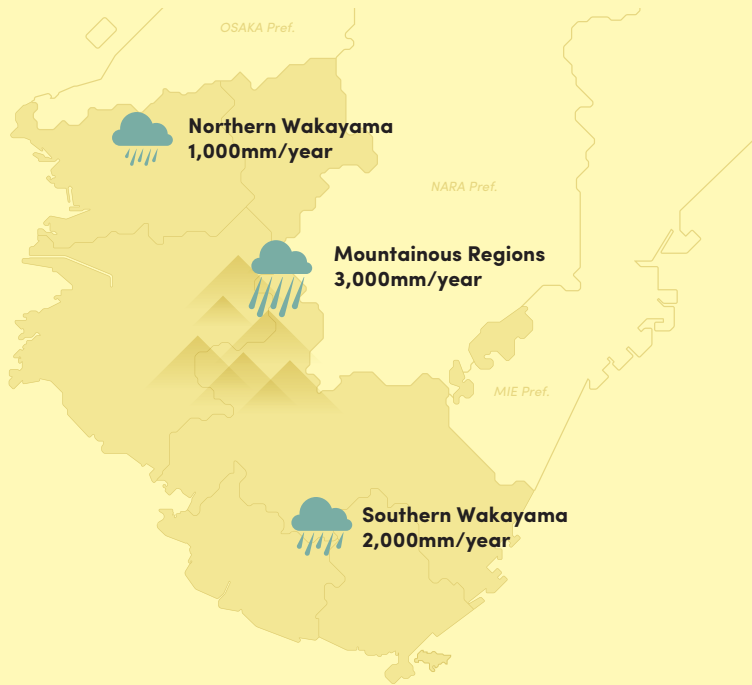 OSAKA Pref.
Northern Wakayama
1,000mm/year
NARA Pref.
Mountainous Regions
3,000mm/year
MIE Pref.
Southern Wakayama
2,000mm/year